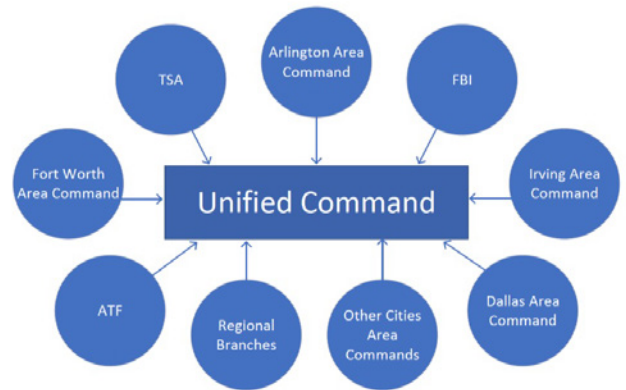 Arlington Area
Command
TSA
FBI
Fort Worth
Area Command
Unified Command
Irving Area
Command
ATF
Regional
Branches
Other Cities
Area
Commands
Dallas Area
Command